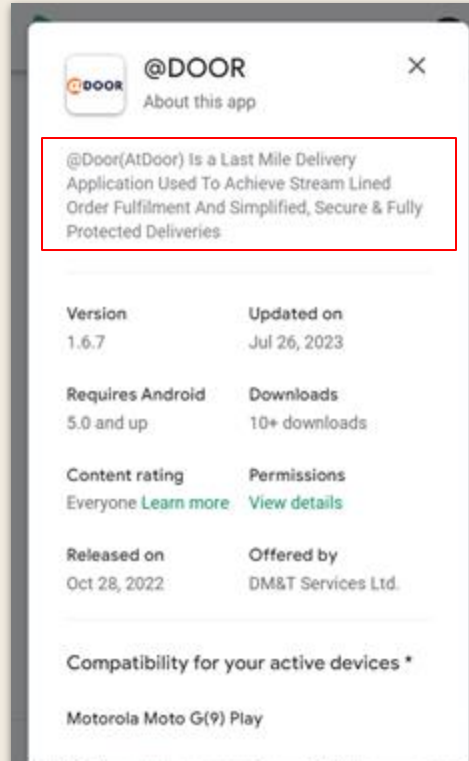 @DOOR
@DOOR
About this app
@Door(AtDoor) Is a Last Mile Delivery
Application Used To Achieve Stream Lined
Order Fulfilment And Simplified, Secure & Fully
Protected Deliveries
Version
Updated on
1.6.7
Jul 26, 2023
Requires Android
Downloads
5.0 and up
10+ downloads
Content rating
Permissions
Everyone Learn more
View details
Released on
Offered by
Oct 28, 2022
DM&T Services Ltd.
Compatibility for your active devices *
Motorola Moto G(9) Play